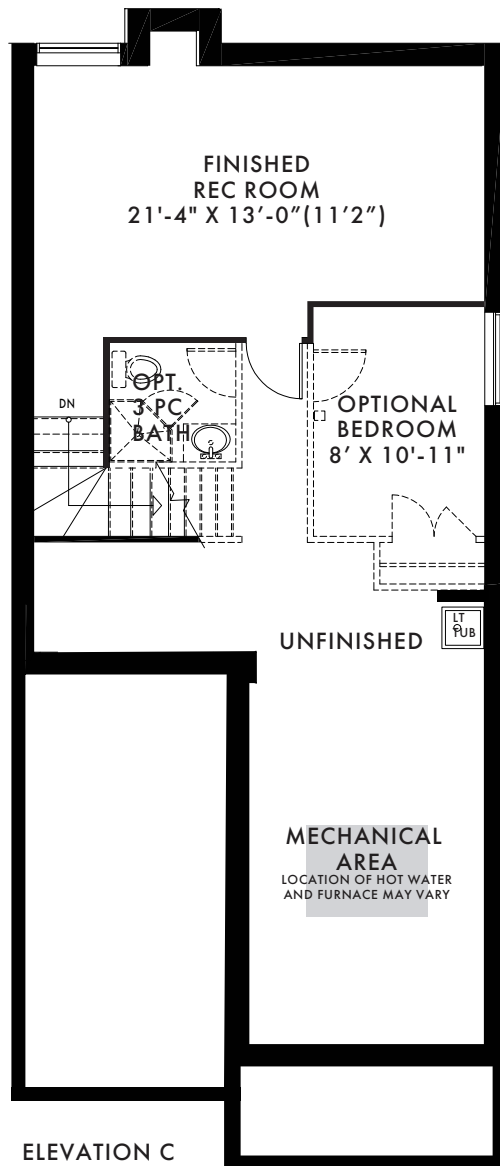 FINISHED
REC ROOM
21'-4" X 13'-0"(11'2")
OPT.
3 PC
BATH
DN
OPTIONAL
BEDROOM
8' X 10'-11"
LT
TUB
UNFINISHED
MECHANICAL
AREA
LOCATION OF HOT WATER
AND FURNACE MAY VARY
ELEVATION C